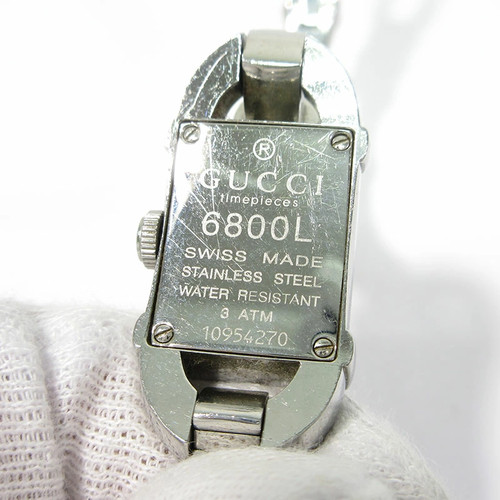 ®
GUCCI
timepieces
6800L
SWISS MADE
STAINLESS STEEL
WATER RESISTANT
3 ATM
10954270